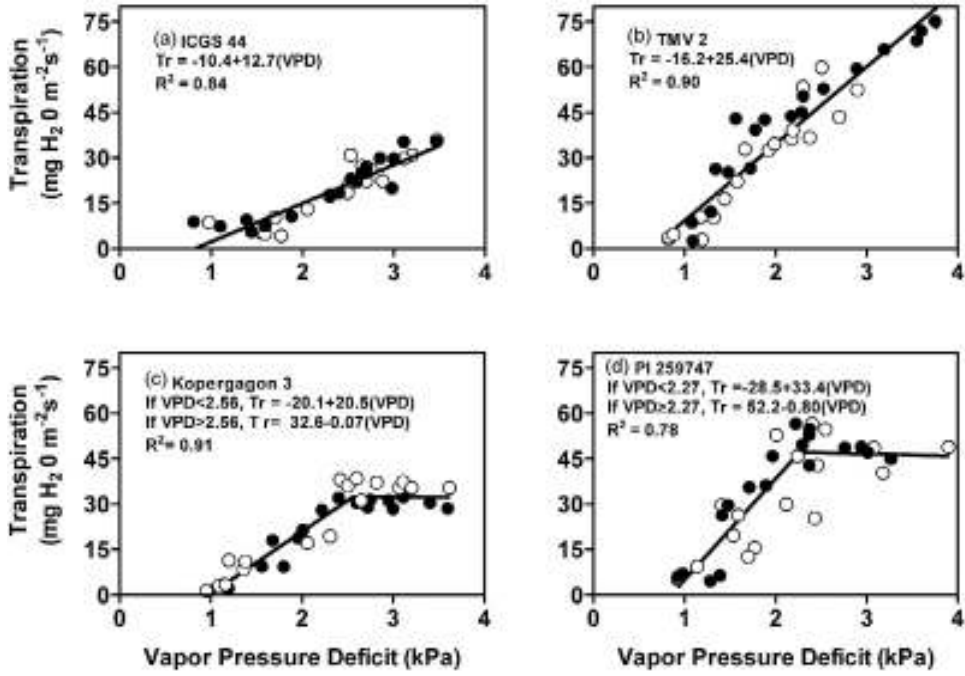 Transpiration
(mg H2 0 m-2s-1)
75
60
45
30
15
0
(a) ICGS 44
Tr = -10.4+12.7(VPD)
R2 = 0.84
0 1 2 3 4
75
60
45
30
15
0
(b) TMV 2
Tr = -16.2+25.4(VPD)
R2 = 0.90
0 1 2 3 4
Transpiration
(mg H2 0 m-2s-1)
75
60
45
30
15
0
(c) Kopergagon 3
If VPD<2.56, Tr = -20.1+20.5(VPD)
If VPD>2.56, T r= 32.6-0.07(VPD)
R2= 0.91
0 1 2 3 4
Vapor Pressure Deficit (kPa)
75
60
45
30
15
0
(d) PI 259747
If VPD<2.27, Tr =-28.5+33.4(VPD)
If VPD≥2.27, Tr = 52.2-0.80(VPD)
R2 = 0.78
0 1 2 3 4
Vapor Pressure Deficit (kPa)